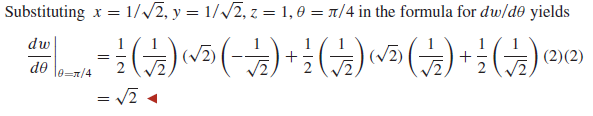 Substituting x = 1/√2, y = 1/√2, z = 1, θ = π/4 in the formula for dw/dθ yields
dw/dθ |θ=π/4 = 1/2 (1/√2) (√2) (−1/√2) + 1/2 (1/√2) (√2) (1/√2) + 1/2 (1/√2) (2)(2)
= √2 ◄